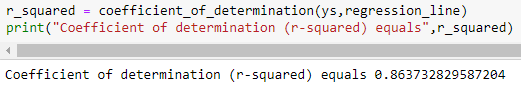 r_squared = coefficient_of_determination(ys,regression_line)
print("Coefficient of determination (r-squared) equals",r_squared)
Coefficient of determination (r-squared) equals 0.863732829587204